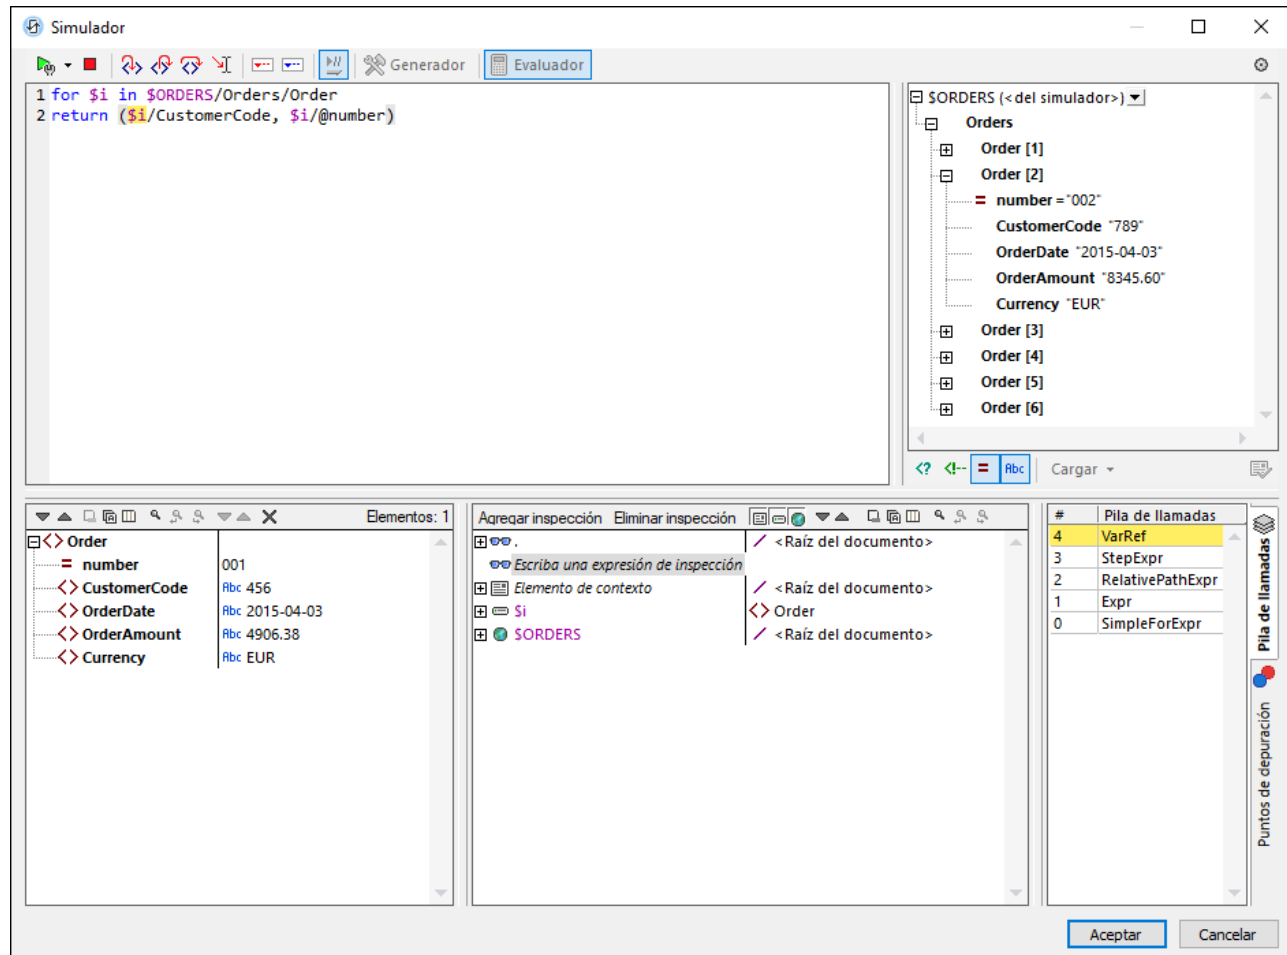 Simulador
Generador
Evaluador
1 for $i in $ORDERS/Orders/Order
2 return ($i/CustomerCode, $i/@number)
$ORDERS (<del simulador>)
Orders
Order [1]
Order [2]
= number ="002"
CustomerCode "789"
OrderDate "2015-04-03"
OrderAmount "8345.60"
Currency "EUR"
Order [3]
Order [4]
Order [5]
Order [6]
<? <!-- = Abc Cargar
Elementos: 1
<> Order
= number 001
<> CustomerCode Abc 456
<> OrderDate Abc 2015-04-03
<> OrderAmount Abc 4906.38
<> Currency Abc EUR
Agregar inspección Eliminar inspección
. / <Raíz del documento>
Escriba una expresión de inspección
Elemento de contexto / <Raíz del documento>
$i <> Order
$ORDERS / <Raíz del documento>
# Pila de llamadas
4 VarRef
3 StepExpr
2 RelativePathExpr
1 Expr
0 SimpleForExpr
Pila de llamadas
Puntos de depuración
Aceptar
Cancelar